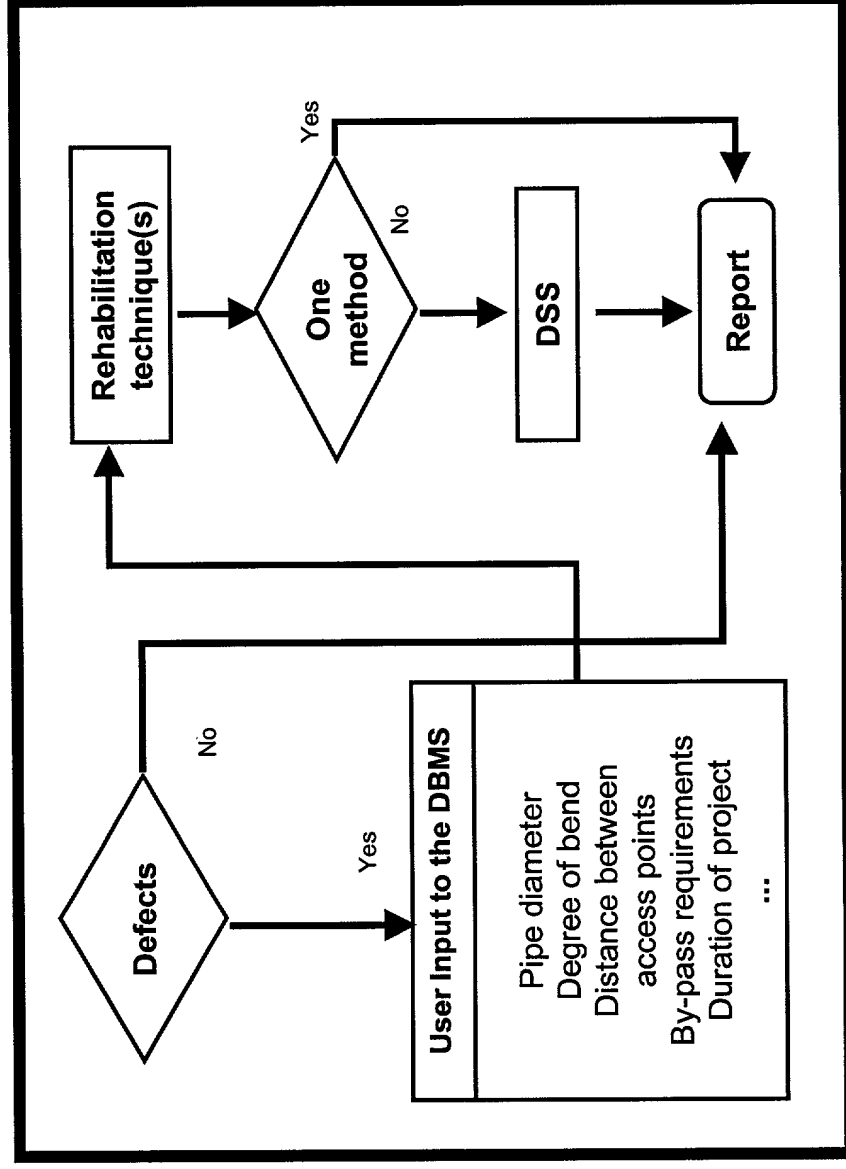 Defects
No
Yes
User Input to the DBMS
Pipe diameter
Degree of bend
Distance between
access points
By-pass requirements
Duration of project
...
Rehabilitation
technique(s)
One
method
Yes
No
DSS
Report